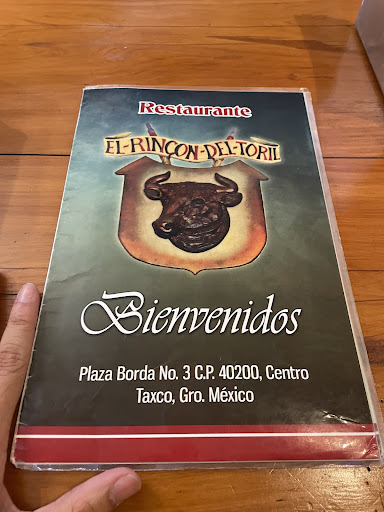 Restaurante
EL-RINCON-DEL-TORIL
Bienvenidos
Plaza Borda No. 3 C.P. 40200, Centro
Taxco, Gro. México